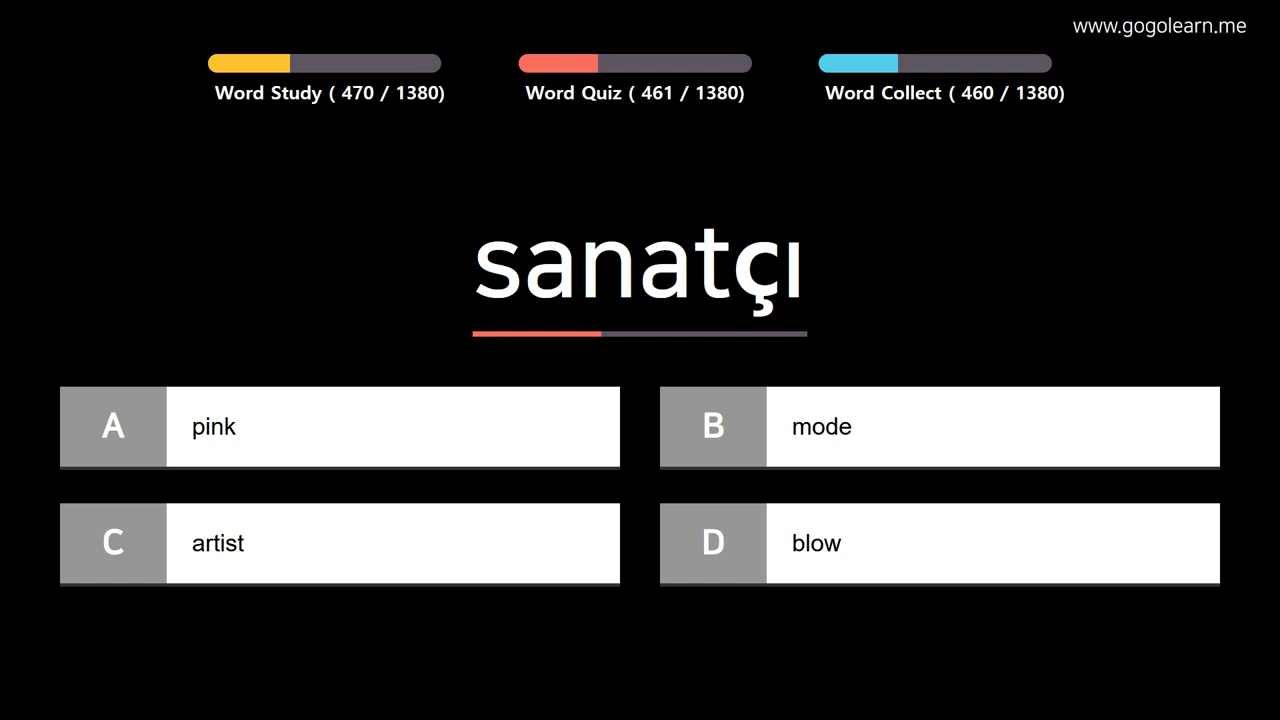 www.gogolearn.me
Word Study ( 470 / 1380)
Word Quiz ( 461 / 1380)
Word Collect ( 460 / 1380)
sanatçı
A pink
B mode
C artist
D blow